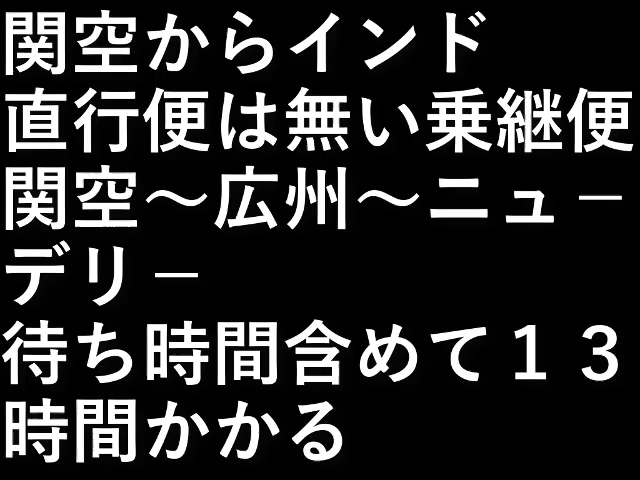 関空からインド
直行便は無い乗継便
関空～広州～ニュー
デリー
待ち時間含めて１３
時間かかる